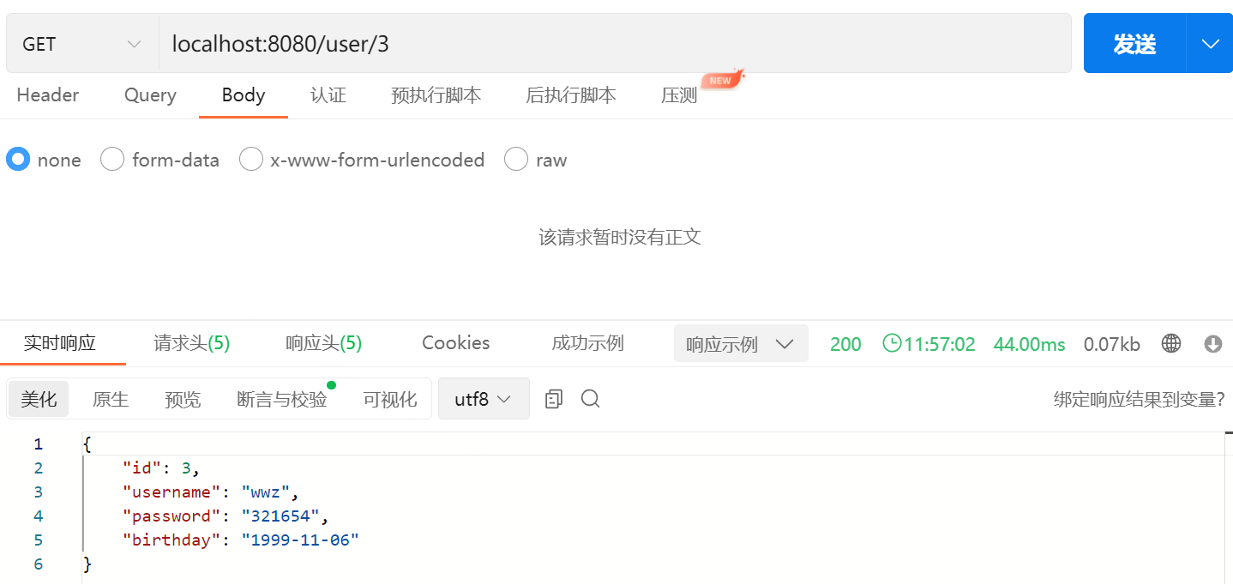 GET localhost:8080/user/3 发送
Header Query Body 认证 预执行脚本 后执行脚本 压测 NEW
none form-data x-www-form-urlencoded raw
该请求暂时没有正文
实时响应 请求头(5) 响应头(5) Cookies 成功示例 响应示例 200 11:57:02 44.00ms 0.07kb
美化 原生 预览 断言与校验 可视化 utf8 绑定响应结果到变量?
1 {
2 "id": 3,
3 "username": "wwz",
4 "password": "321654",
5 "birthday": "1999-11-06"
6 }